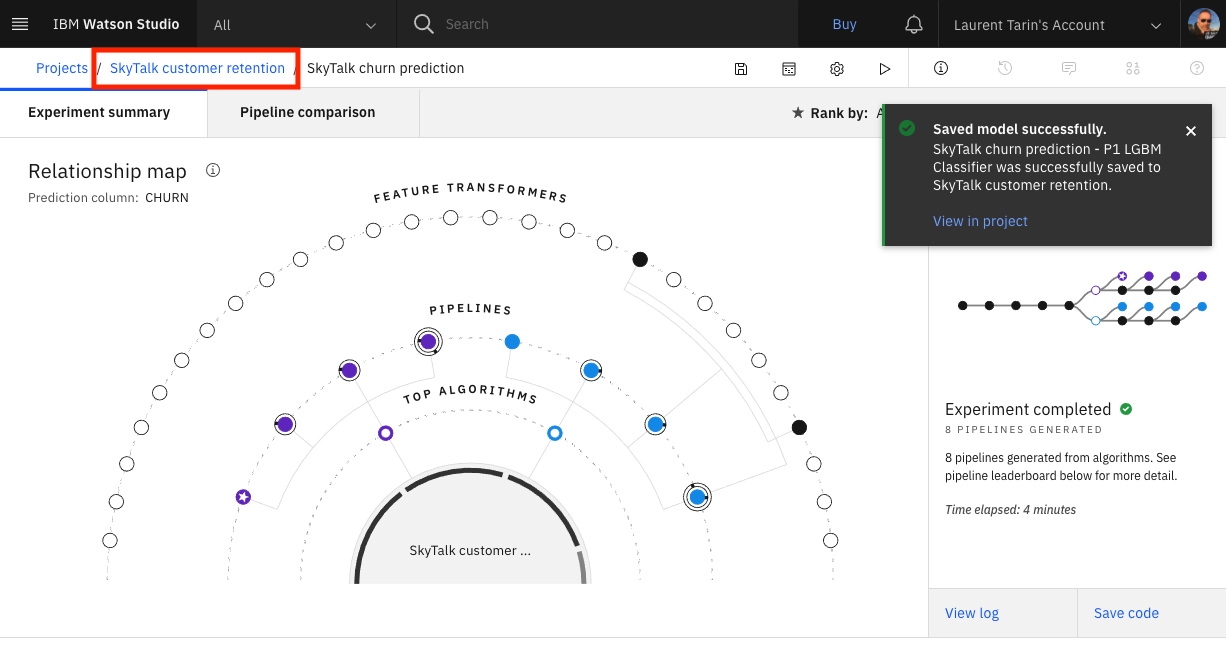 IBM Watson Studio
All
Search
Buy
Laurent Tarin's Account
Projects / SkyTalk customer retention / SkyTalk churn prediction
Experiment summary
Pipeline comparison
★ Rank by: A
Saved model successfully.
SkyTalk churn prediction - P1 LGBM
Classifier was successfully saved to
SkyTalk customer retention.
View in project
Relationship map
Prediction column: CHURN
FEATURE TRANSFORMERS
PIPELINES
TOP ALGORITHMS
SkyTalk customer ...
Experiment completed
8 PIPELINES GENERATED
8 pipelines generated from algorithms. See
pipeline leaderboard below for more detail.
Time elapsed: 4 minutes
View log
Save code